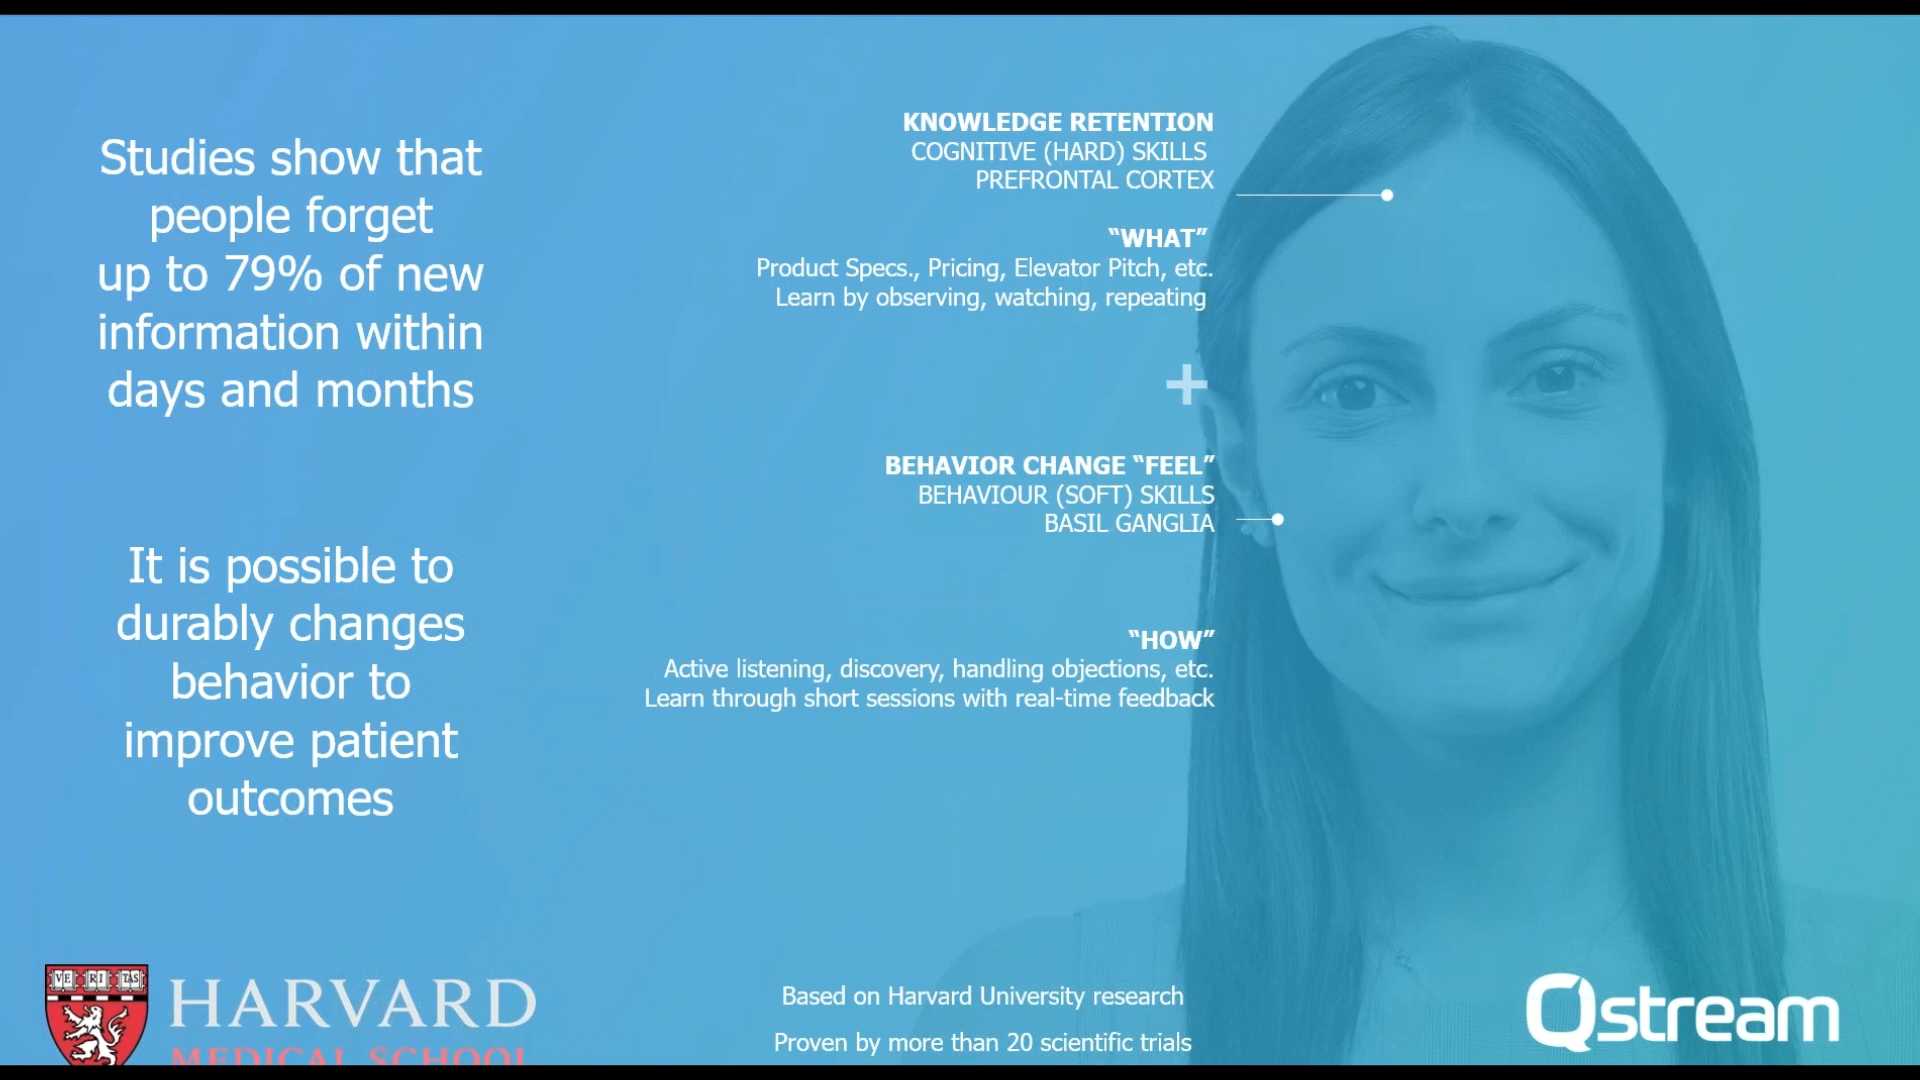 Studies show that
people forget
up to 79% of new
information within
days and months
It is possible to
durably changes
behavior to
improve patient
outcomes
KNOWLEDGE RETENTION
COGNITIVE (HARD) SKILLS
PREFRONTAL CORTEX
“WHAT”
Product Specs., Pricing, Elevator Pitch, etc.
Learn by observing, watching, repeating
+
BEHAVIOR CHANGE “FEEL”
BEHAVIOUR (SOFT) SKILLS
BASIL GANGLIA
“HOW”
Active listening, discovery, handling objections, etc.
Learn through short sessions with real-time feedback
VE RI TAS
HARVARD
MEDICAL SCHOOL
Based on Harvard University research
Proven by more than 20 scientific trials
Qstream